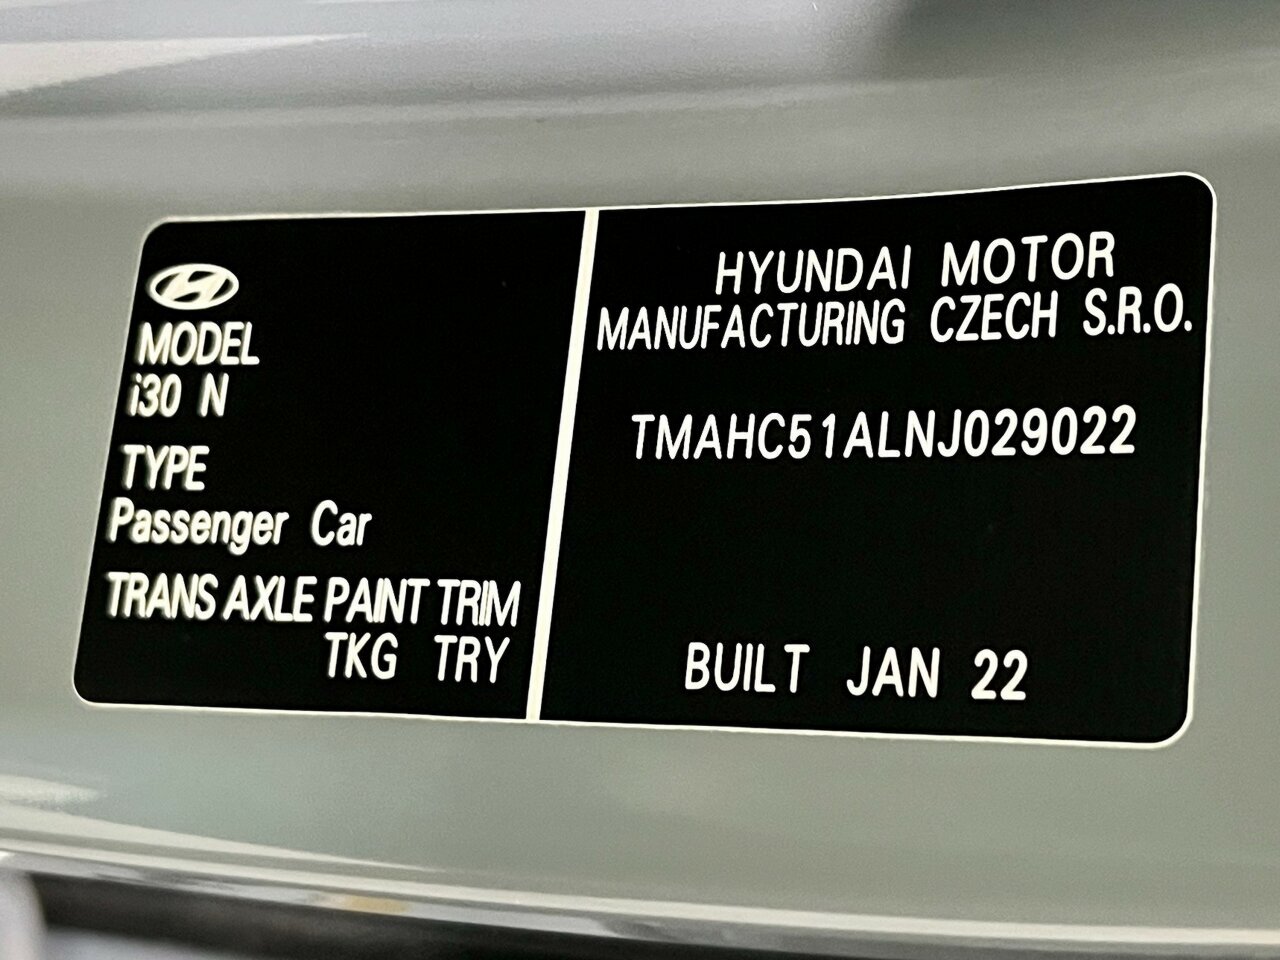 MODEL
i30 N
TYPE
Passenger Car
TRANS AXLE PAINT TRIM
TKG TRY
HYUNDAI MOTOR
MANUFACTURING CZECH S.R.O.
TMAHC51ALNJ029022
BUILT JAN 22